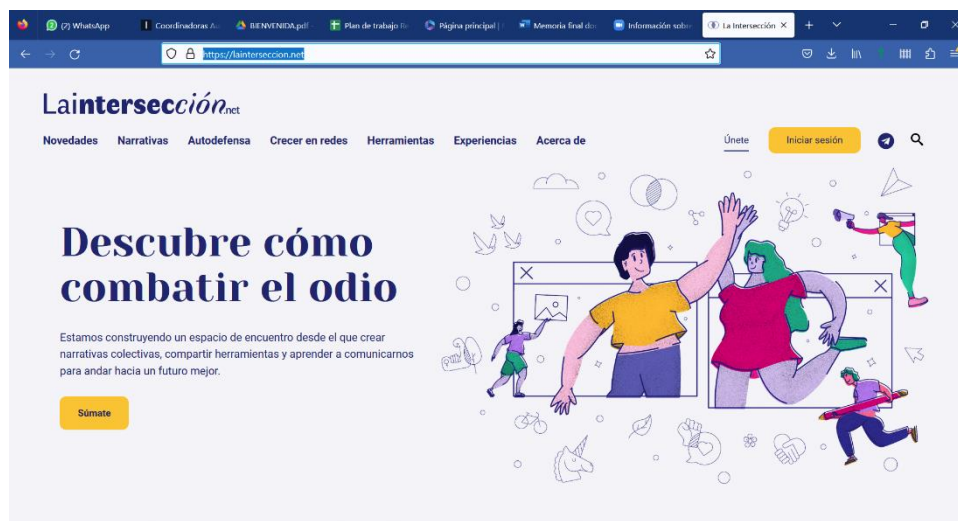 (7) WhatsApp
Coordinadoras A
BIENVENIDA.pdf
Plan de trabajo Re
Página principal |
Memoria final do
Información sobre
La Intersección
https://lainterseccion.net
Laintersección.net
Novedades Narrativas Autodefensa Crecer en redes Herramientas Experiencias Acerca de Únete Iniciar sesión
Descubre cómo
combatir el odio
Estamos construyendo un espacio de encuentro desde el que crear
narrativas colectivas, compartir herramientas y aprender a comunicarnos
para andar hacia un futuro mejor.
Súmate